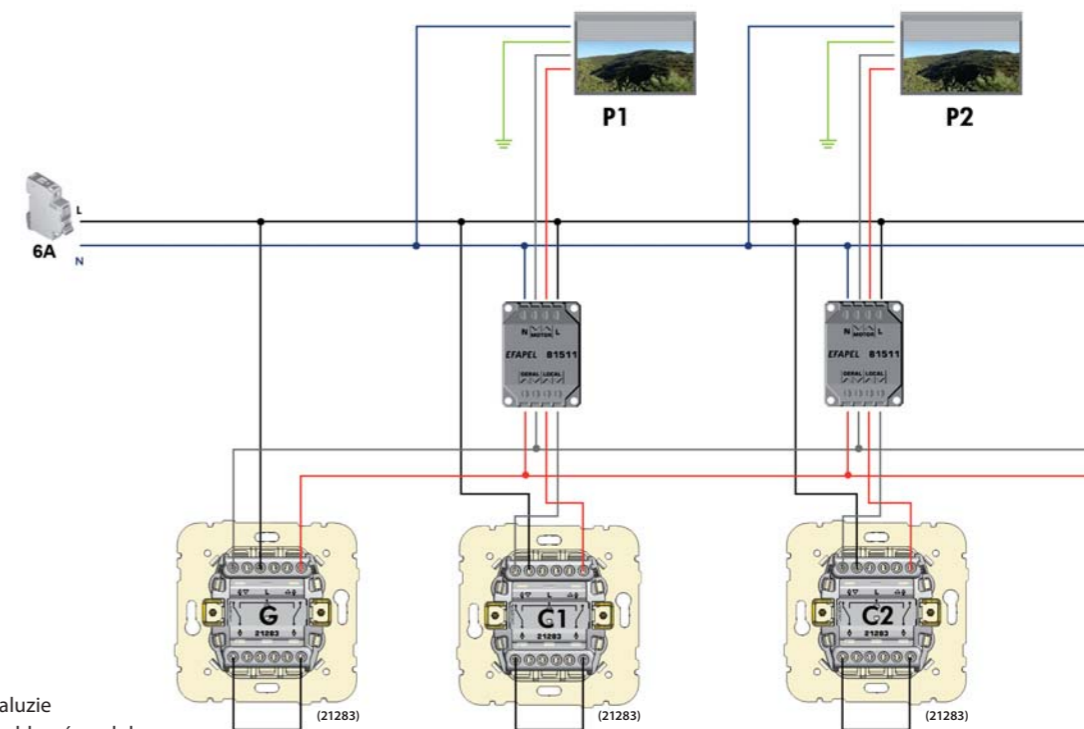 P1
P2
L
6A
N
N MOTOR L
EFAPEL 81511
GERAL LOCAL
N MOTOR L
EFAPEL 81511
GERAL LOCAL
L
G
21283
L
C1
21283
L
C2
21283
aluzie
(21283)
(21283)
(21283)